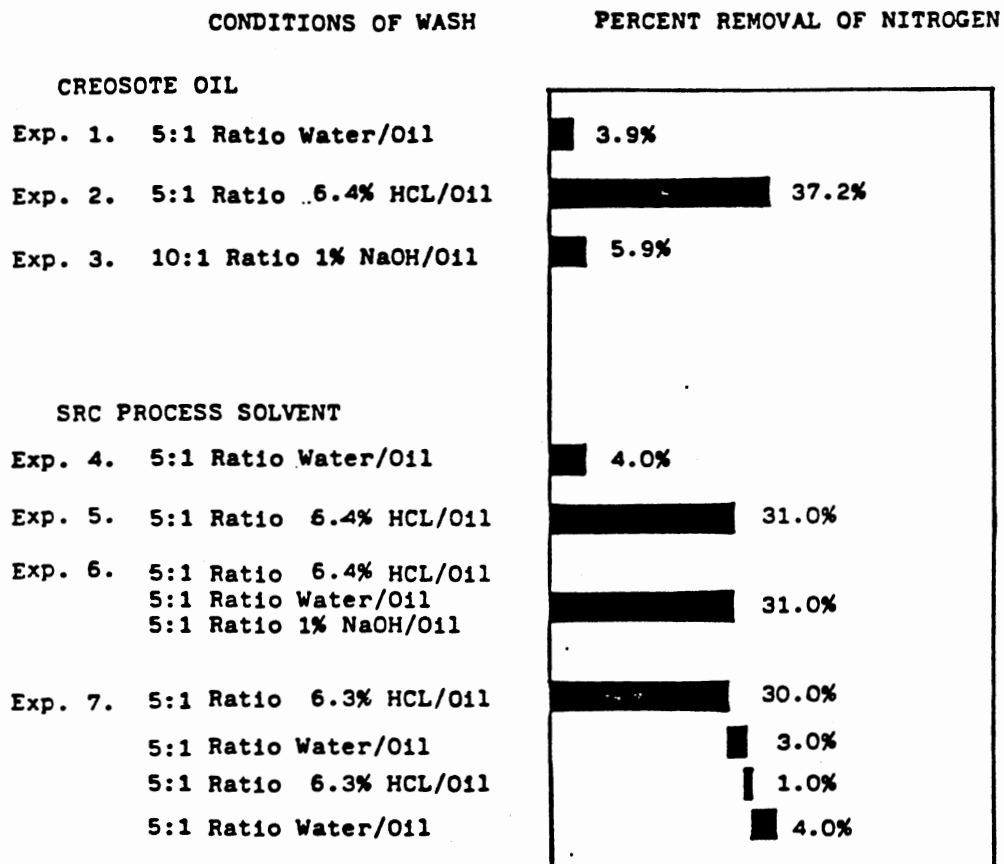 CONDITIONS OF WASH PERCENT REMOVAL OF NITROGEN
CREOSOTE OIL
Exp. 1. 5:1 Ratio Water/Oil 3.9%
Exp. 2. 5:1 Ratio 6.4% HCL/Oil 37.2%
Exp. 3. 10:1 Ratio 1% NaOH/Oil 5.9%
SRC PROCESS SOLVENT
Exp. 4. 5:1 Ratio Water/Oil 4.0%
Exp. 5. 5:1 Ratio 6.4% HCL/Oil 31.0%
Exp. 6. 5:1 Ratio 6.4% HCL/Oil
5:1 Ratio Water/Oil 31.0%
5:1 Ratio 1% NaOH/Oil
Exp. 7. 5:1 Ratio 6.3% HCL/Oil 30.0%
5:1 Ratio Water/Oil 3.0%
5:1 Ratio 6.3% HCL/Oil 1.0%
5:1 Ratio Water/Oil 4.0%